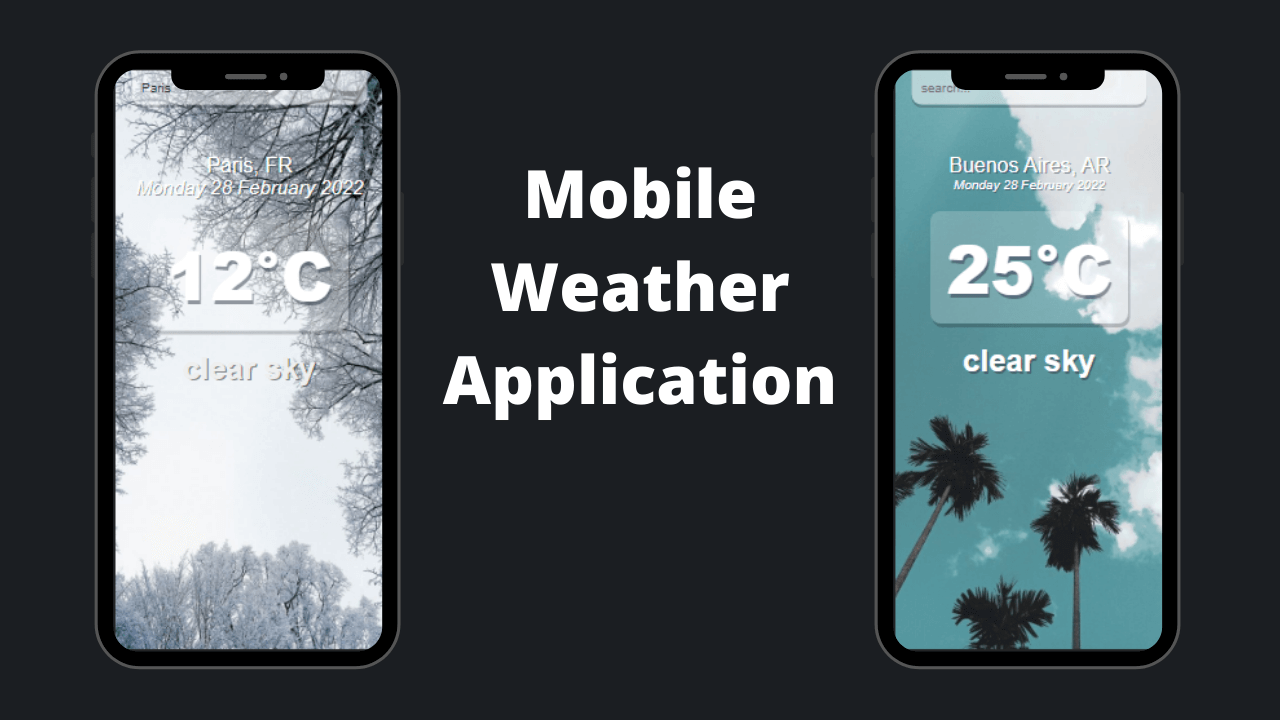 Paris
Paris, FR
Monday 28 February 2022
12°C
clear sky
Mobile
Weather
Application
search...
Buenos Aires, AR
Monday 28 February 2022
25°C
clear sky